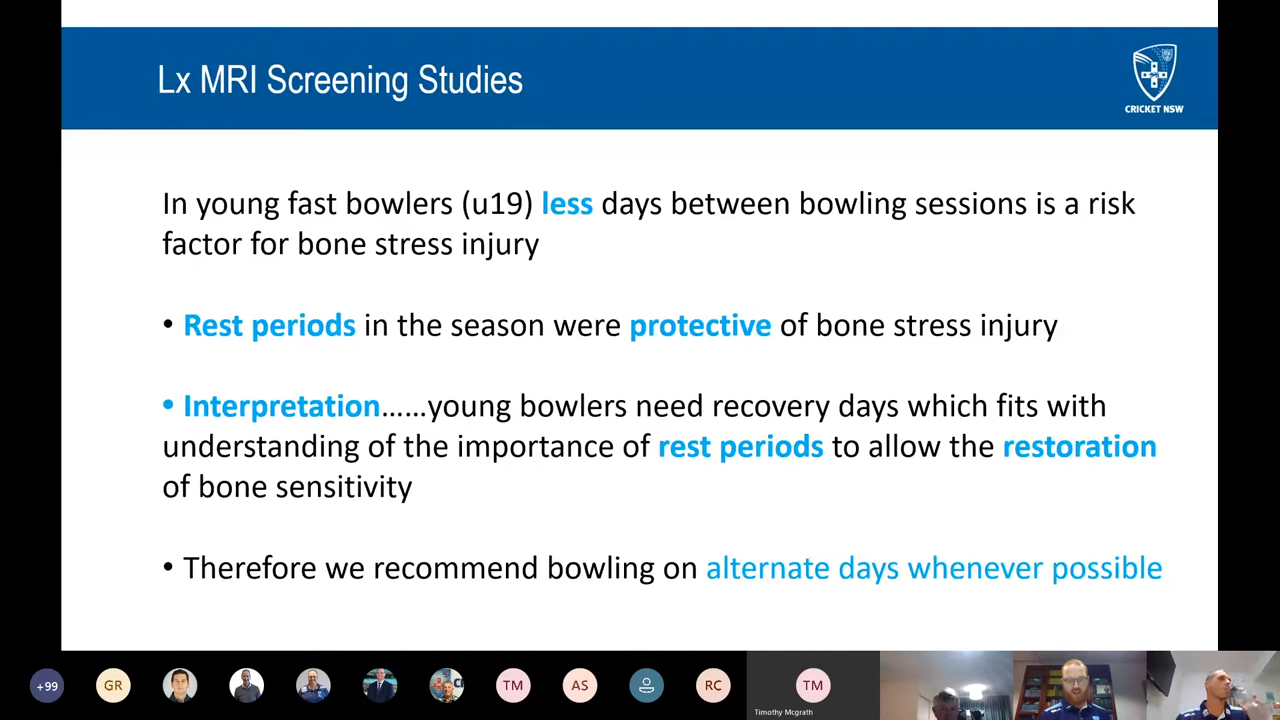 Lx MRI Screening Studies
CRICKET NSW
In young fast bowlers (u19) less days between bowling sessions is a risk
factor for bone stress injury
• Rest periods in the season were protective of bone stress injury
• Interpretation……young bowlers need recovery days which fits with
understanding of the importance of rest periods to allow the restoration
of bone sensitivity
• Therefore we recommend bowling on alternate days whenever possible
+99
GR
TM
AS
RC
TM
Timothy Mcgrath